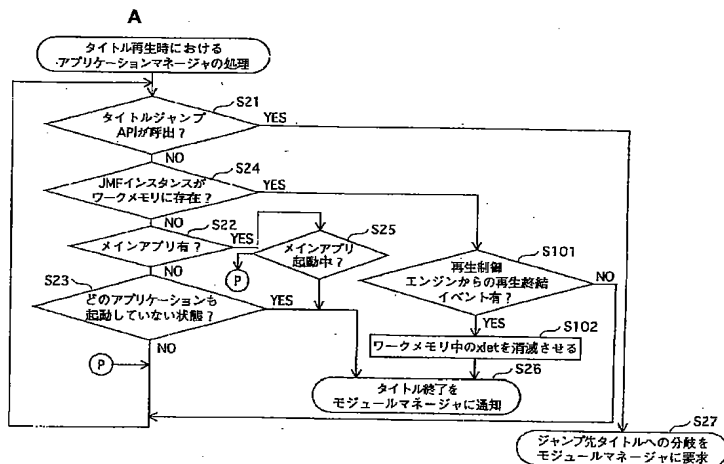 A
タイトル再生時における
アプリケーションマネージャの処理
S21
タイトルジャンプ
APIが呼出？
YES
NO
S24
JMFインスタンスが
ワークメモリに存在？
YES
NO
S22
メインアプリ有？
YES
NO
S25
メインアプリ
起動中？
P
S101
再生制御
エンジンからの再生終結
イベント有？
NO
YES
S23
どのアプリケーションも
起動していない状態？
YES
NO
P
S102
ワークメモリ中のxletを消滅させる
S26
タイトル終了を
モジュールマネージャに通知
S27
ジャンプ先タイトルへの分岐を
モジュールマネージャに要求